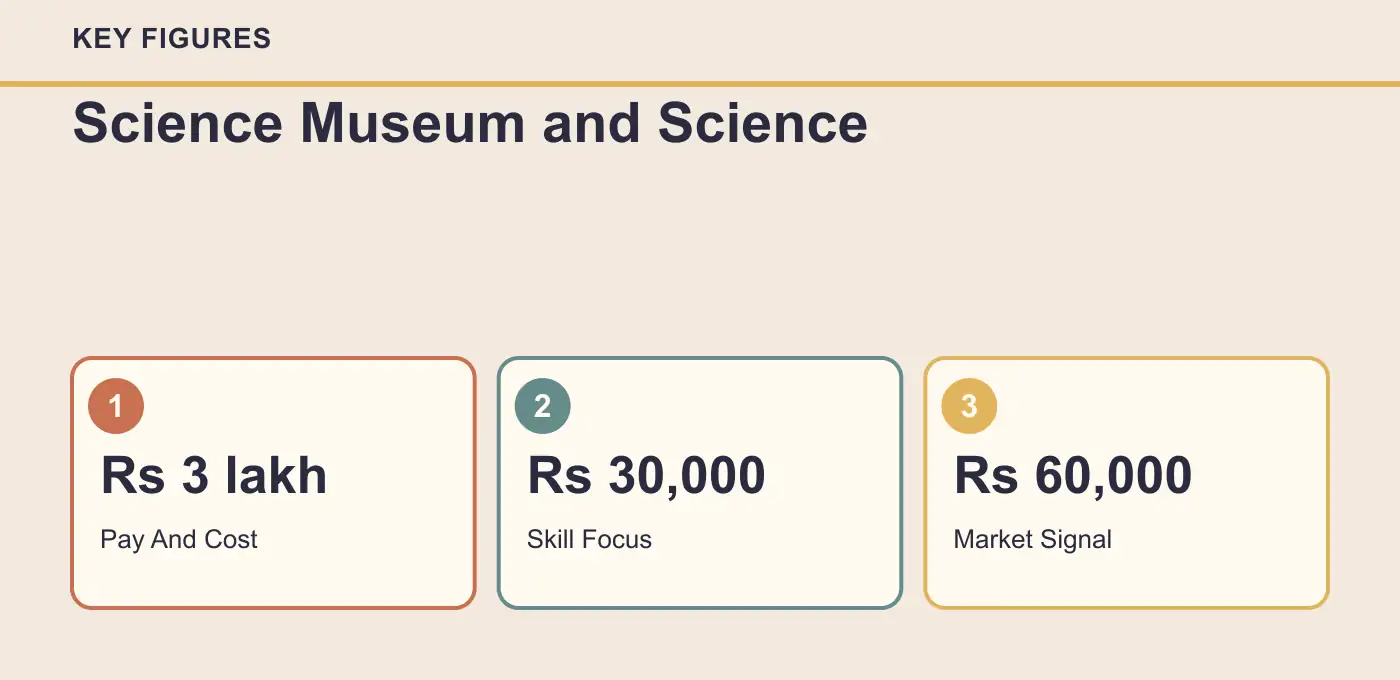 KEY FIGURES
Science Museum and Science
1
Rs 3 lakh
Pay And Cost
2
Rs 30,000
Skill Focus
3
Rs 60,000
Market Signal